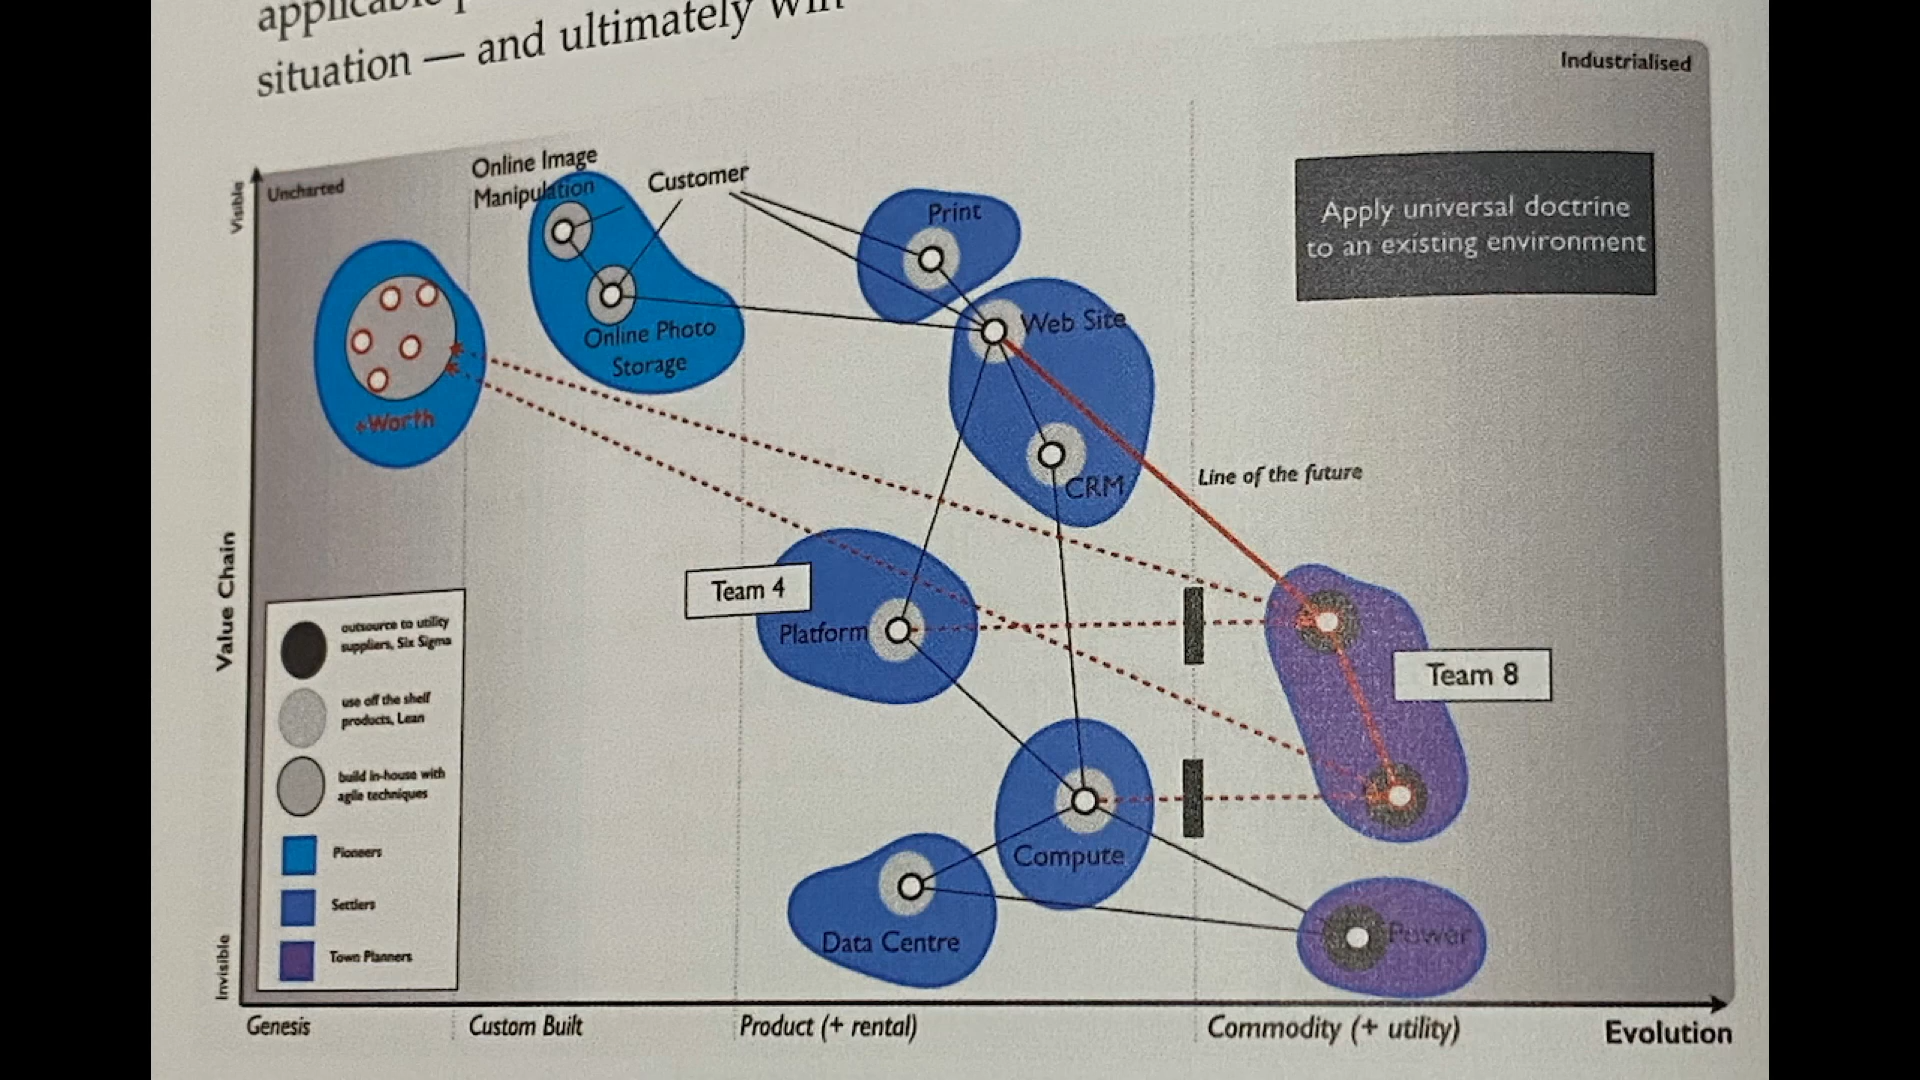 situation — and ultimately
Industrialised
Uncharted
Visible
Online Image
Manipulation
Customer
Print
Apply universal doctrine
to an existing environment
Web Site
Online Photo
Storage
+Worth
CRM
Line of the future
Value Chain
Team 4
Platform
Team 8
outsource to utility
suppliers, Six Sigma
use off the shelf
products, Lean
build in-house with
agile techniques
Pioneers
Settlers
Town Planners
Compute
Data Centre
Power
Invisible
Genesis
Custom Built
Product (+ rental)
Commodity (+ utility)
Evolution